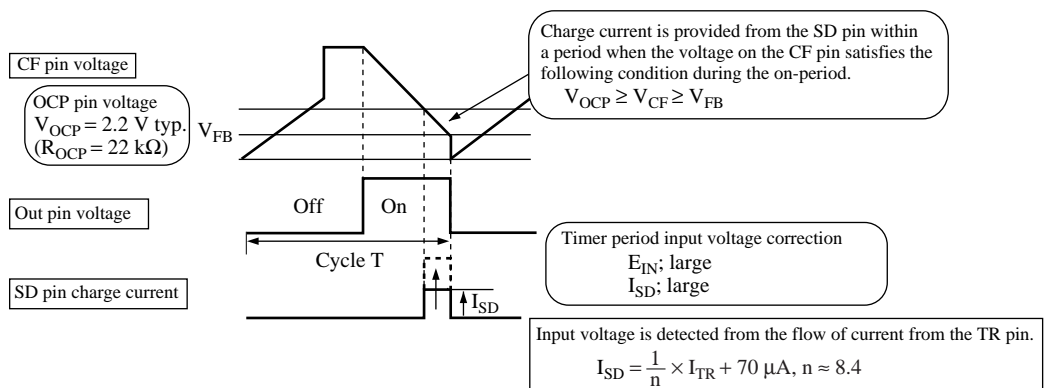 Charge current is provided from the SD pin within
a period when the voltage on the CF pin satisfies the
following condition during the on-period.
V_OCP ≥ V_CF ≥ V_FB
CF pin voltage
OCP pin voltage
V_OCP = 2.2 V typ.
(R_OCP = 22 kΩ)
V_FB
Out pin voltage
Off
On
Cycle T
Timer period input voltage correction
E_IN; large
I_SD; large
SD pin charge current
I_SD
Input voltage is detected from the flow of current from the TR pin.
I_SD = 1/n × I_TR + 70 μA, n ≈ 8.4